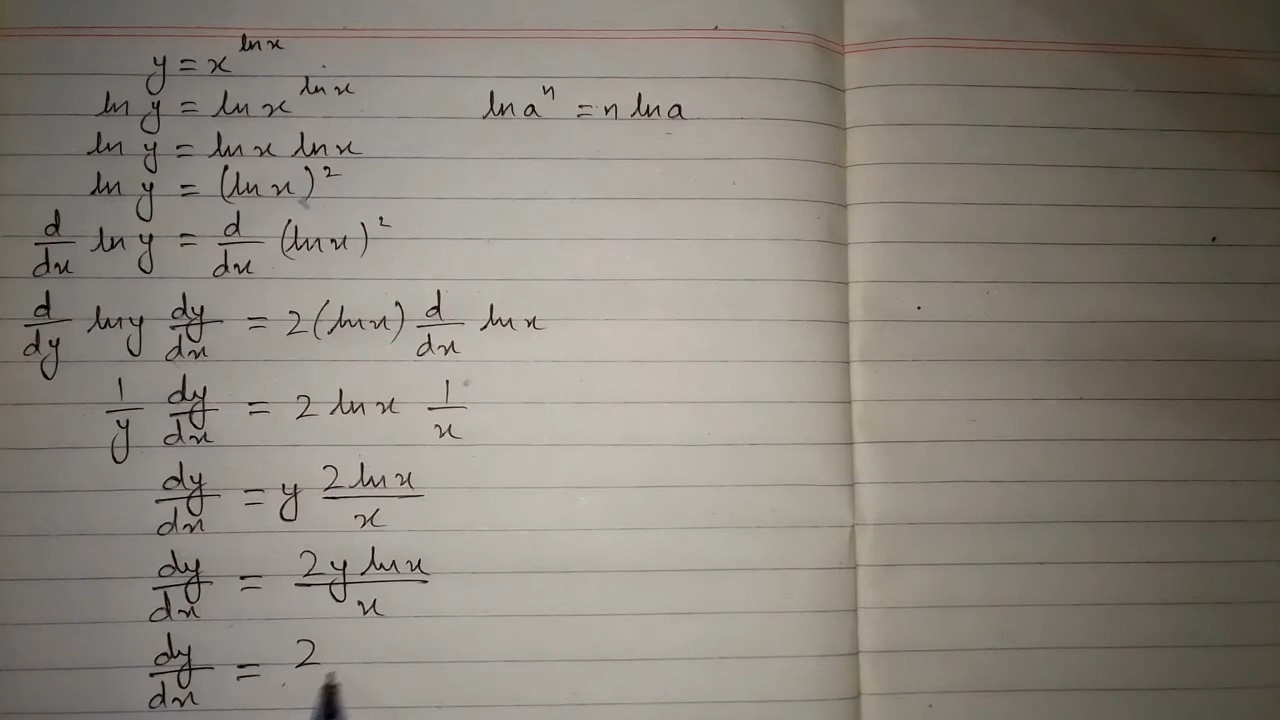 y = x^{ln x}
ln y = ln x^{ln x}    ln a^n = n ln a
ln y = ln x ln x
ln y = (ln x)^2
d/dx ln y = d/dx (ln x)^2
d/dy ln y dy/dx = 2(ln x) d/dx ln x
1/y dy/dx = 2 ln x 1/x
dy/dx = y 2 ln x/x
dy/dx = 2y ln x/x
dy/dx = 2